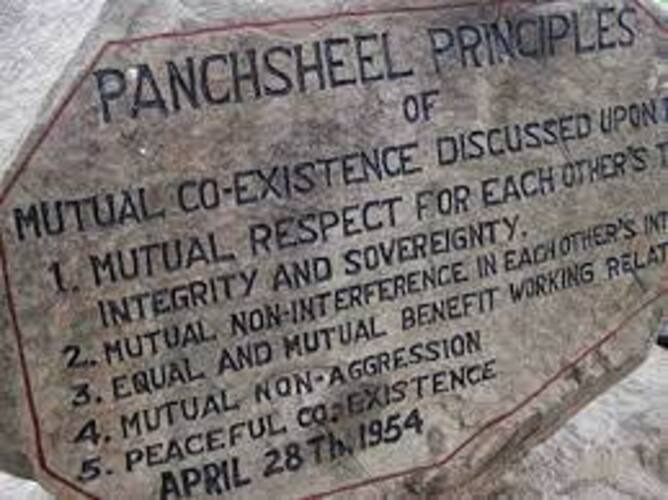 PANCHSHEEL PRINCIPLES
OF
MUTUAL CO-EXISTENCE DISCUSSED UPON
1. MUTUAL RESPECT FOR EACH OTHER'S
INTEGRITY AND SOVEREIGNTY.
2. MUTUAL NON-INTERFERENCE IN EACH OTHER'S
3. EQUAL AND MUTUAL BENEFIT WORKING
4. MUTUAL NON-AGGRESSION
5. PEACEFUL CO-EXISTENCE
APRIL 28Th, 1954